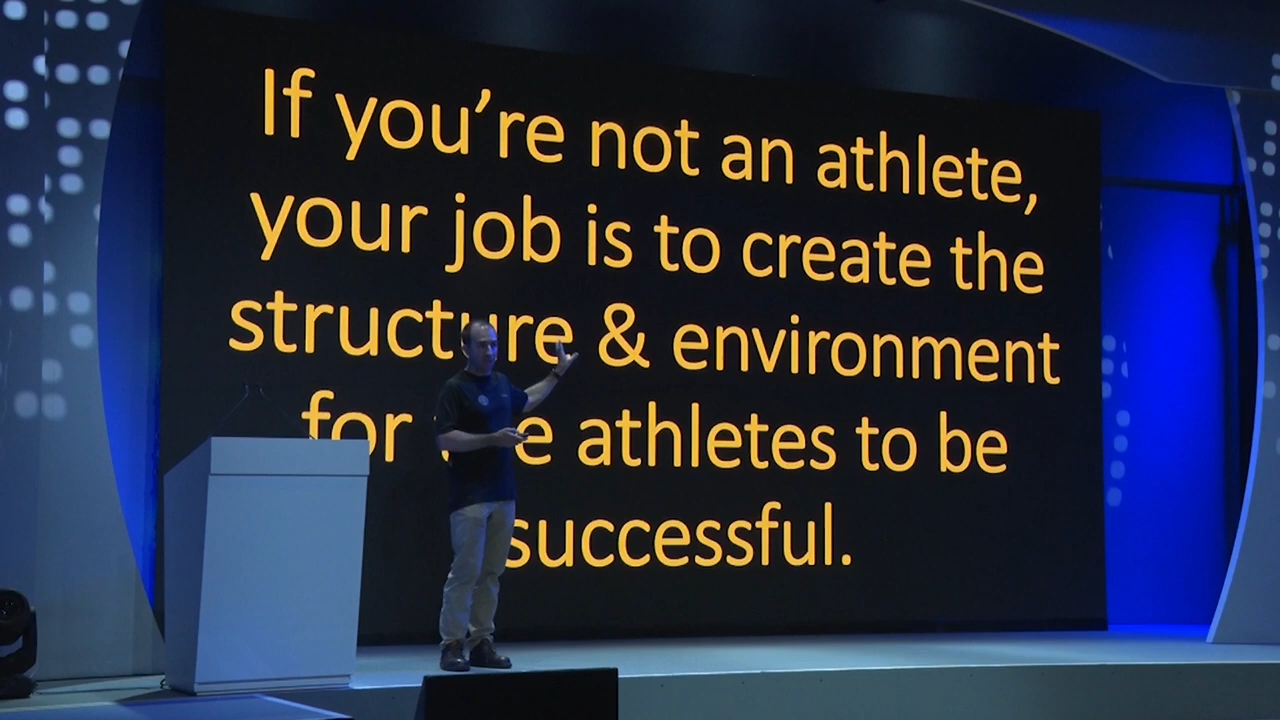 If you’re not an athlete,
your job is to create the
structure & environment
for the athletes to be
successful.